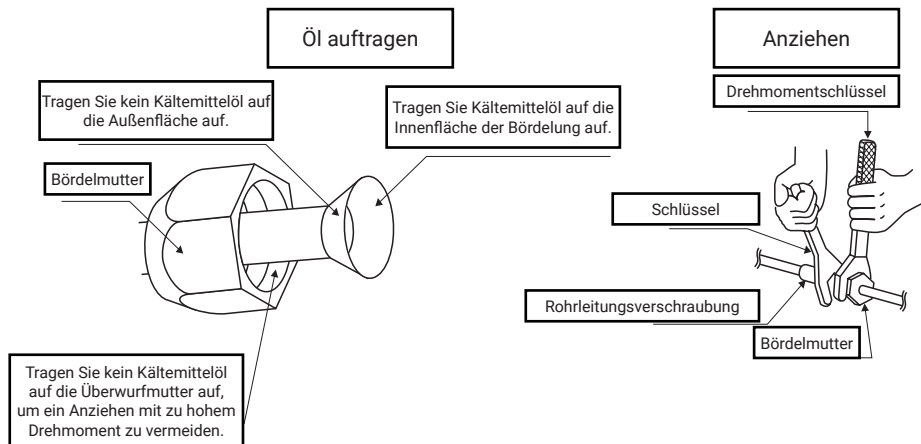 Öl auftragen
Tragen Sie kein Kältemittelöl auf
die Außenfläche auf.
Tragen Sie Kältemittelöl auf die
Innenfläche der Bördelung auf.
Bördelmutter
Tragen Sie kein Kältemittelöl
auf die Überwurfmutter auf,
um ein Anziehen mit zu hohem
Drehmoment zu vermeiden.
Anziehen
Drehmomentschlüssel
Schlüssel
Rohrleitungsverschraubung
Bördelmutter